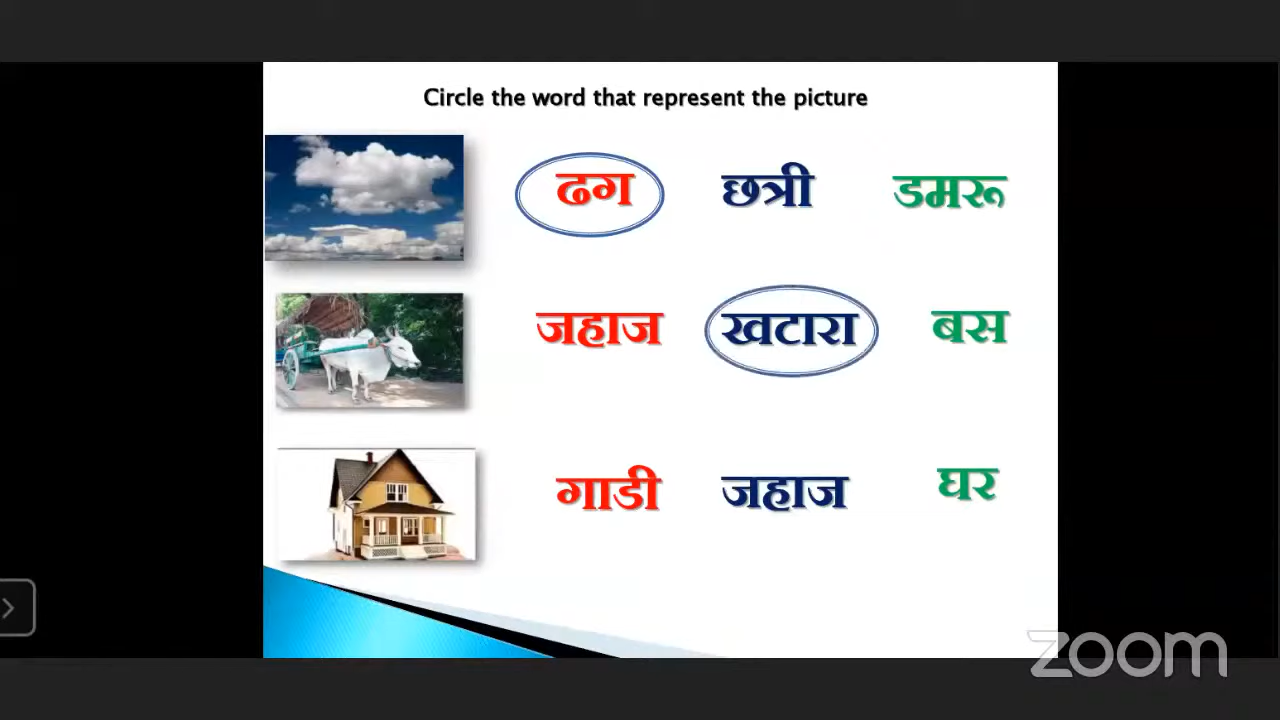 Circle the word that represent the picture
ढग छत्री डमरू
जहाज खटारा बस
गाडी जहाज घर
zoom